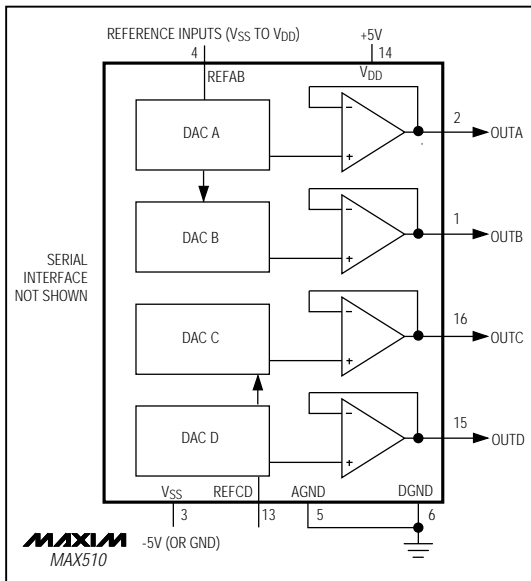 REFERENCE INPUTS (VSS TO VDD)
+5V
4
14
REFAB
VDD
DAC A
−
+
2
OUTA
DAC B
−
+
1
OUTB
SERIAL
INTERFACE
NOT SHOWN
DAC C
−
+
16
OUTC
DAC D
−
+
15
OUTD
VSS
REFCD
AGND
DGND
3
13
5
6
-5V (OR GND)
MAXIM
MAX510